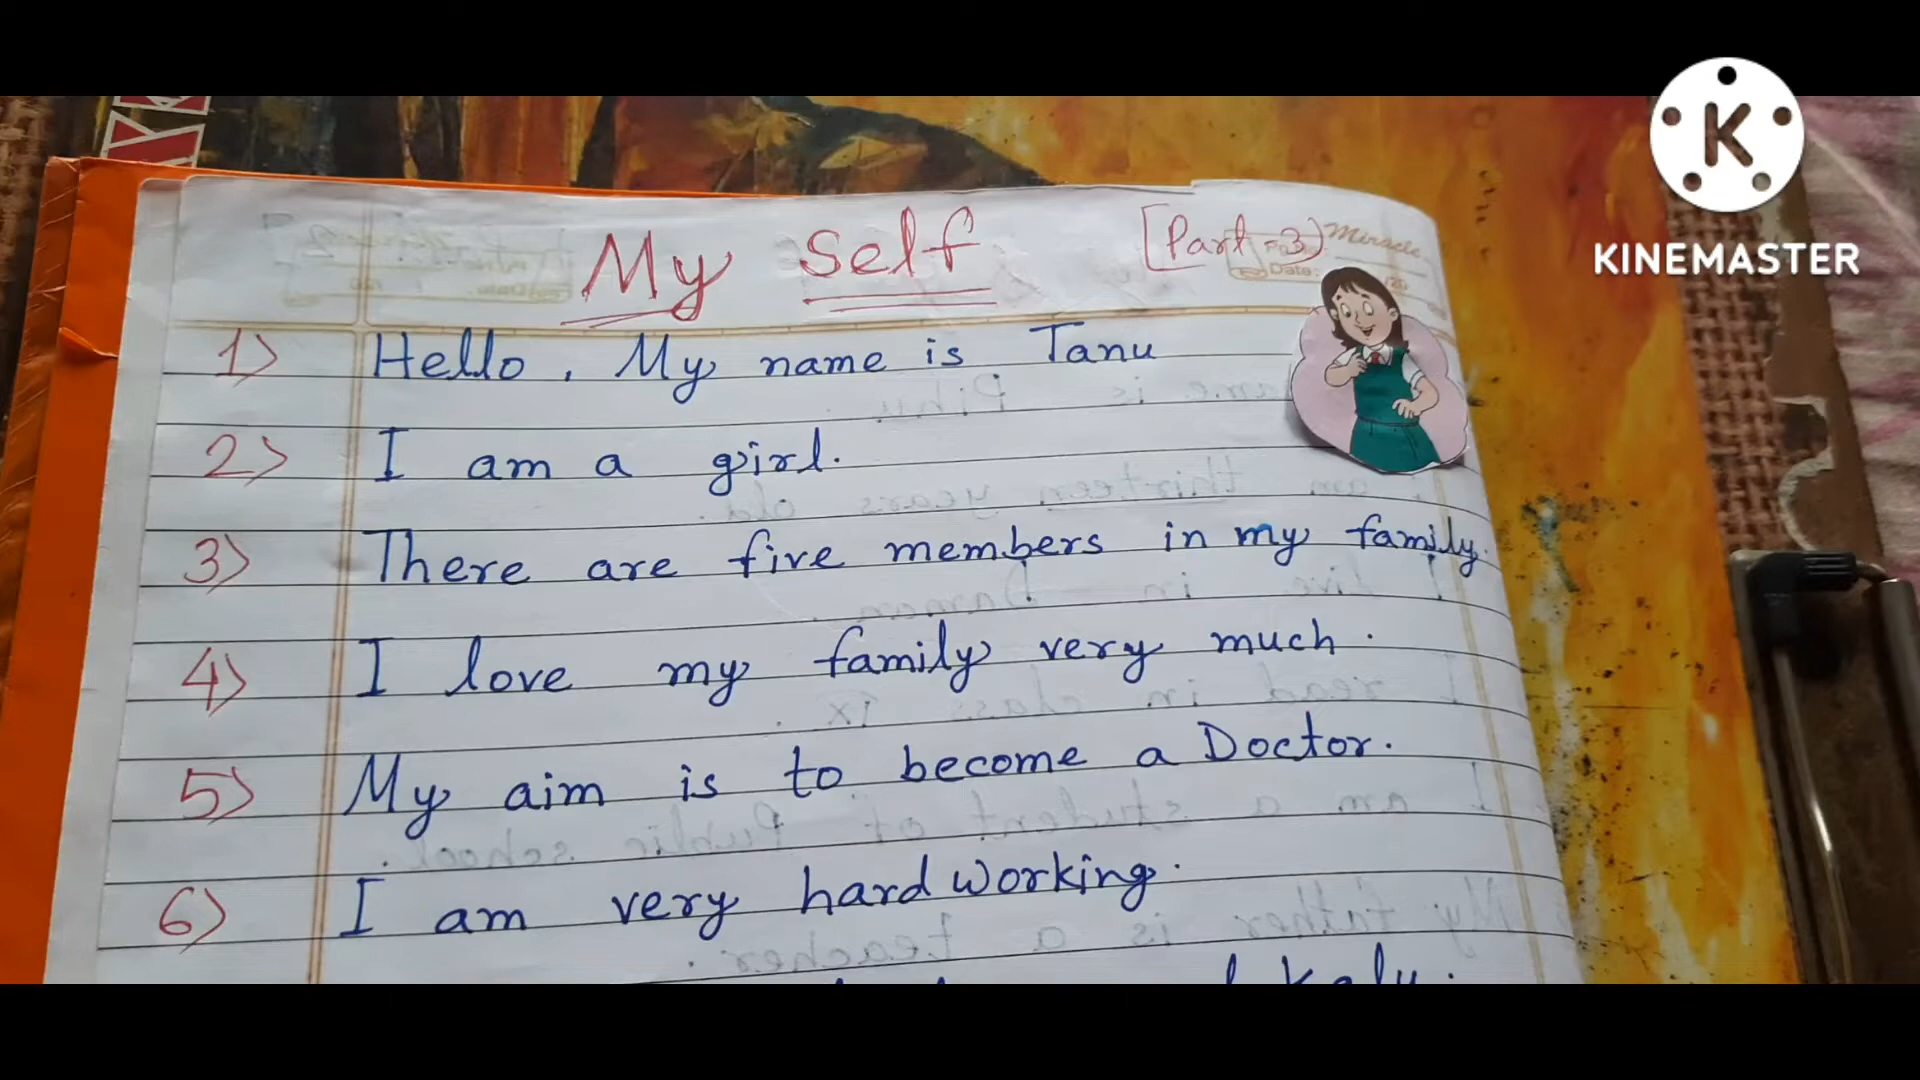 KINEMASTER
My Self
[Part-3)
Miracle
Date:
1) Hello, My name is Tanu
2) I am a girl.
3) There are five members in my family.
4) I love my family very much.
5) My aim is to become a Doctor.
6) I am very hard working.